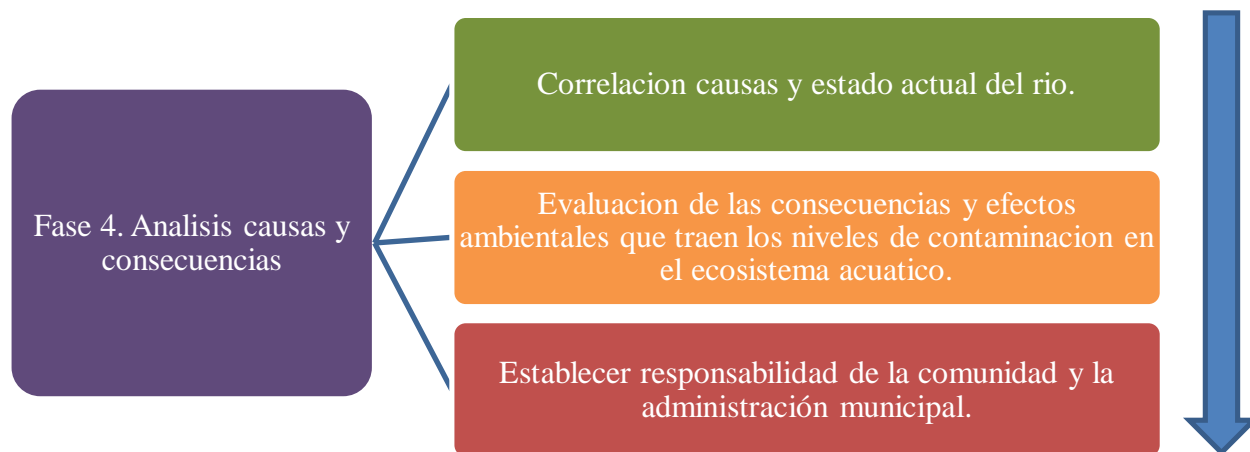 Fase 4. Analisis causas y
consecuencias
Correlacion causas y estado actual del rio.
Evaluacion de las consecuencias y efectos
ambientales que traen los niveles de contaminacion en
el ecosistema acuatico.
Establecer responsabilidad de la comunidad y la
administración municipal.